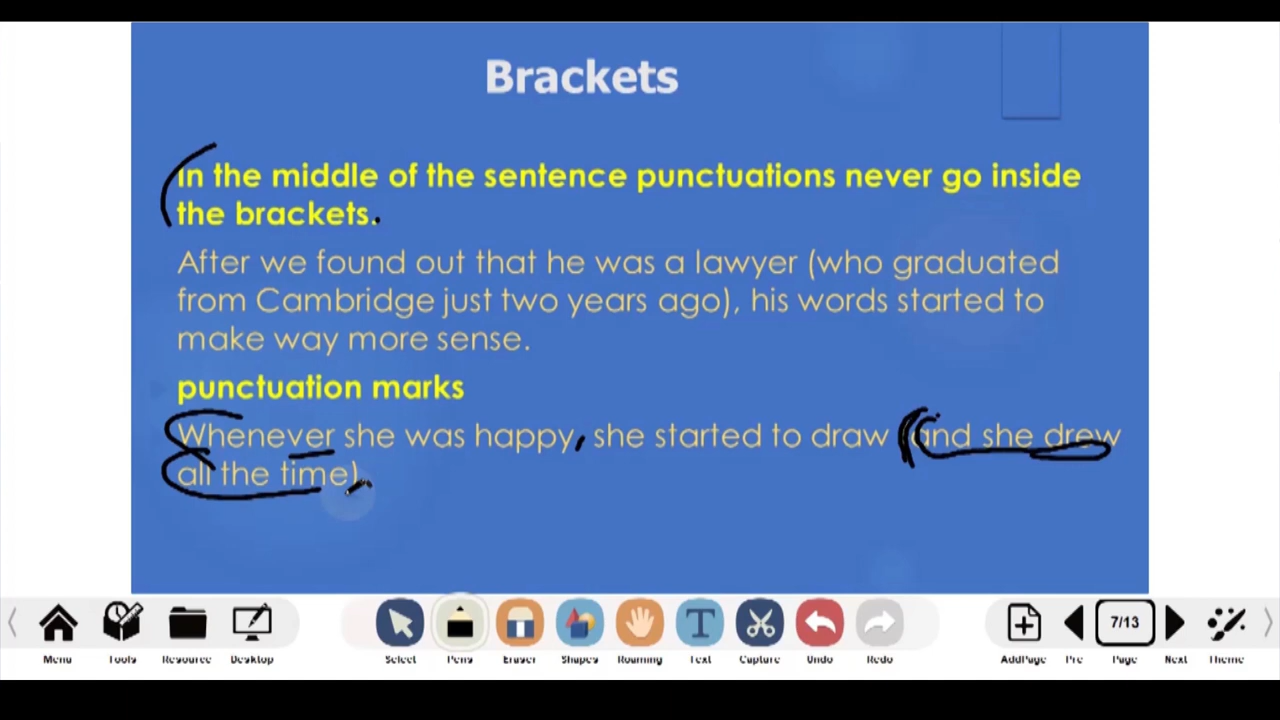 Brackets
In the middle of the sentence punctuations never go inside
the brackets.
After we found out that he was a lawyer (who graduated
from Cambridge just two years ago), his words started to
make way more sense.
punctuation marks
Whenever she was happy, she started to draw (and she drew
all the time).
7/13
Menu Tools Resource Desktop Select Pens Eraser Shapes Roaming Text Capture Undo Redo AddPage Pre Page Next Theme